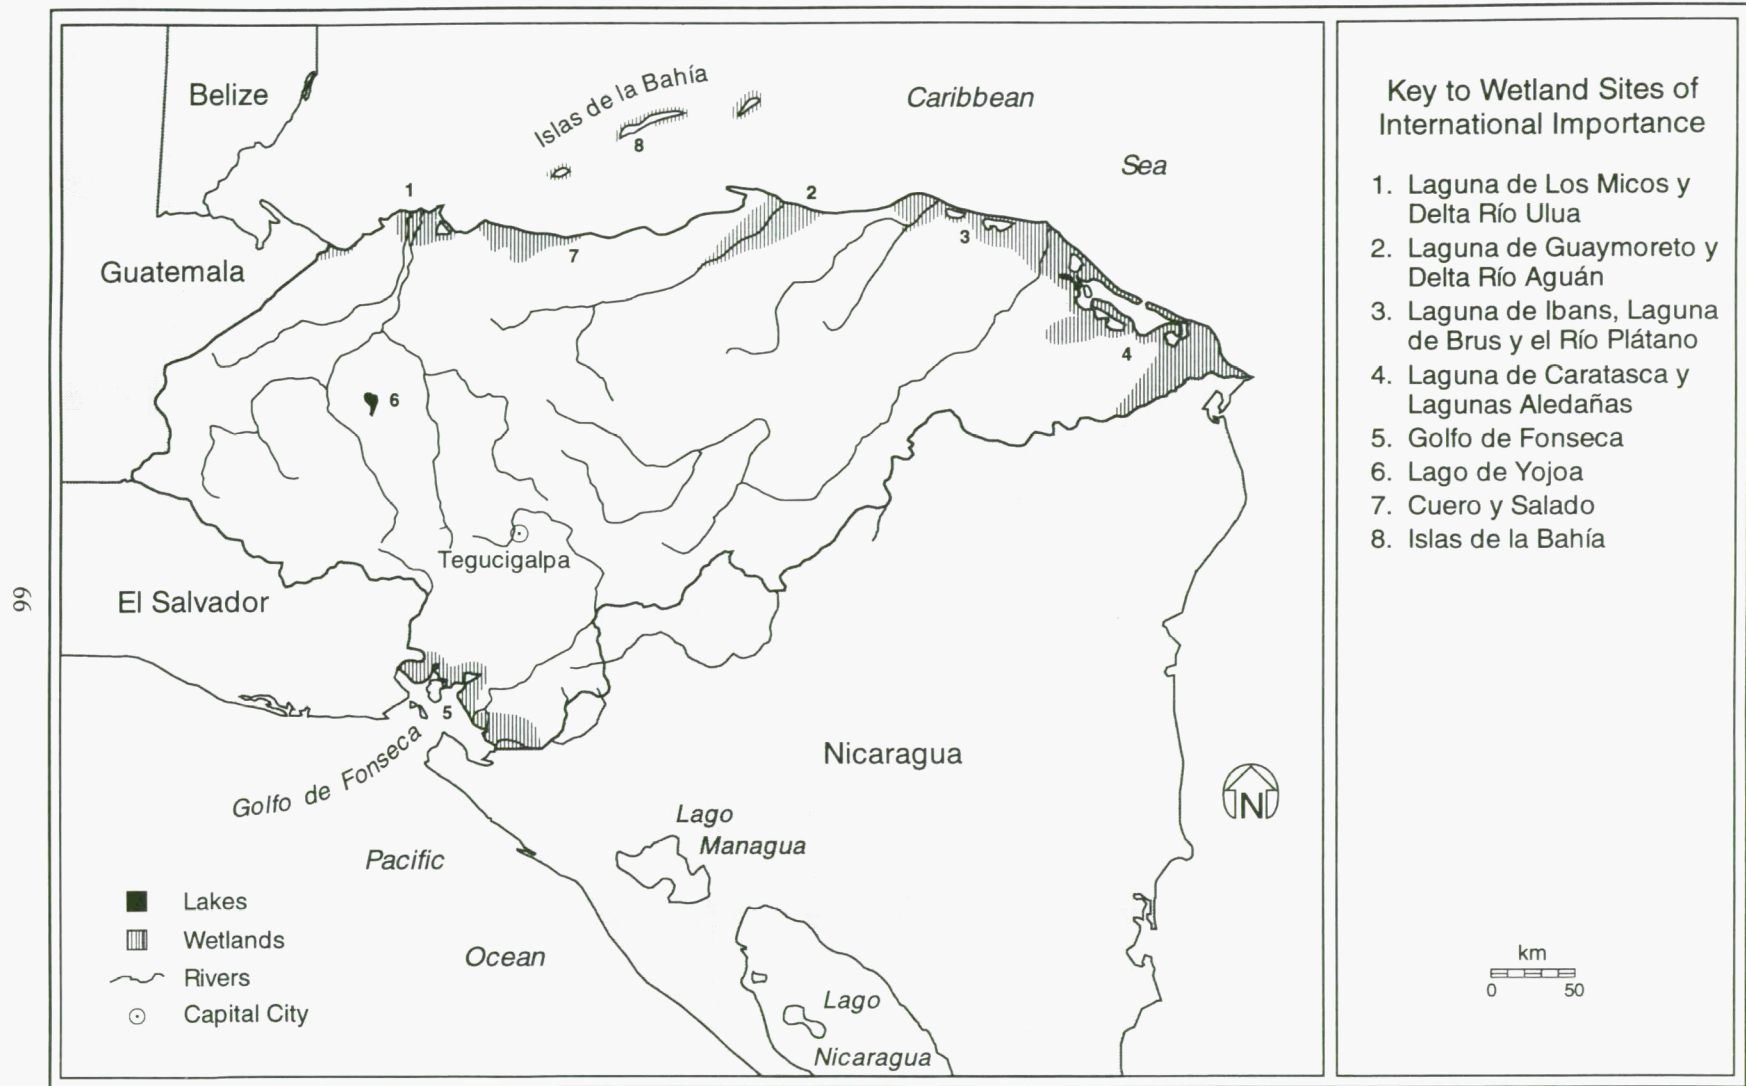 Belize
Islas de la Bahía
8
Caribbean
Sea
1
2
3
7
Guatemala
4
6
Tegucigalpa
El Salvador
5
Golfo de Fonseca
Nicaragua
N
Lago
Managua
Pacific
Ocean
Lago
Nicaragua
Lakes
Wetlands
Rivers
Capital City
Key to Wetland Sites of
International Importance
1. Laguna de Los Micos y
Delta Río Ulua
2. Laguna de Guaymoreto y
Delta Río Aguán
3. Laguna de Ibans, Laguna
de Brus y el Río Plátano
4. Laguna de Caratasca y
Lagunas Aledañas
5. Golfo de Fonseca
6. Lago de Yojoa
7. Cuero y Salado
8. Islas de la Bahía
km
0 50
99